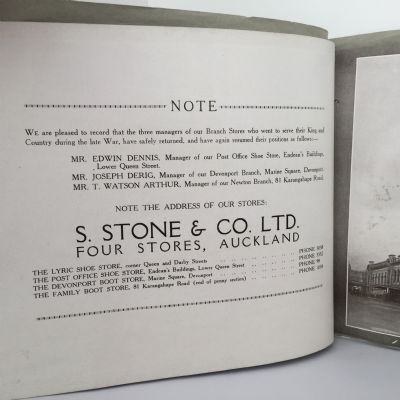 NOTE
WE are pleased to record that the three managers of our Branch Stores who went to serve their King and
Country during the late War, have safely returned, and have again resumed their positions as follows:—
MR. EDWIN DENNIS, Manager of our Post Office Shoe Store, Endean's Buildings,
Lower Queen Street.
MR. JOSEPH DERIG, Manager of our Devonport Branch, Marine Square, Devonport.
MR. T. WATSON ARTHUR, Manager of our Newton Branch, 81 Karangahape Road.
NOTE THE ADDRESS OF OUR STORES:
S. STONE & CO. LTD.
FOUR STORES, AUCKLAND
THE LYRIC SHOE STORE, corner Queen and Darby Streets PHONE
THE POST OFFICE SHOE STORE, Endean's Buildings, Lower Queen Street PHONE
THE DEVONPORT BOOT STORE, Marine Square, Devonport PHONE
THE FAMILY BOOT STORE, 81 Karangahape Road (end of penny section) PHONE